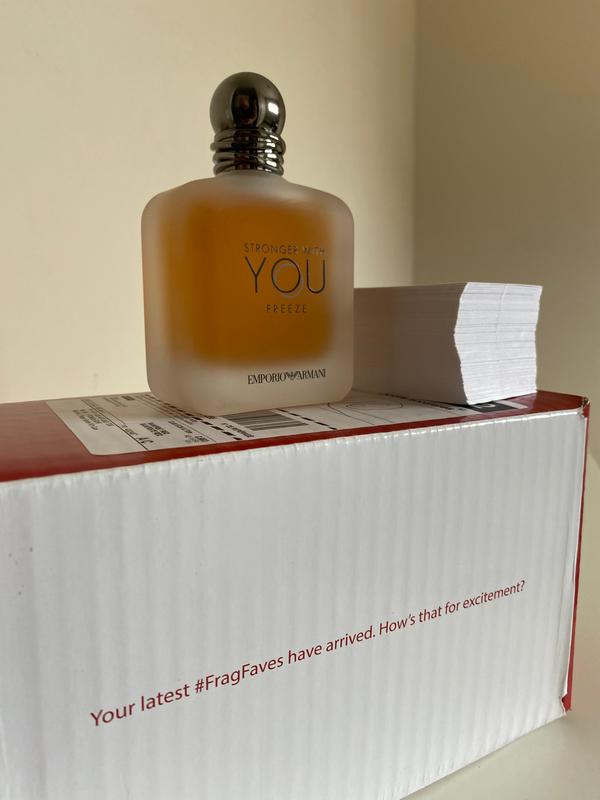 STRONGER WITH
YOU
FREEZE
EMPORIO ARMANI
Your latest #FragFaves have arrived. How's that for excitement?